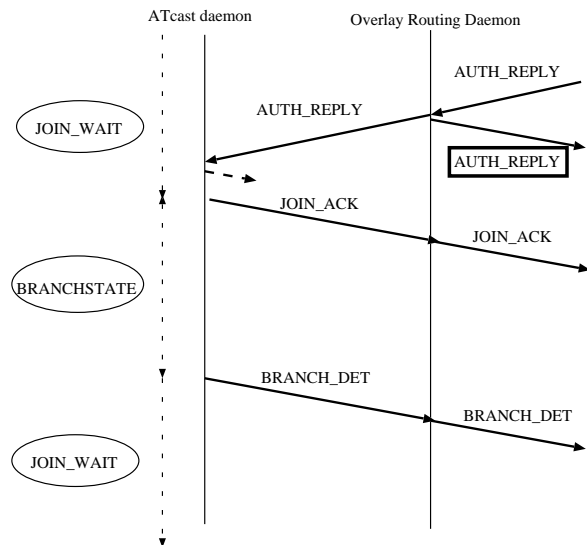 ATcast daemon
Overlay Routing Daemon
AUTH_REPLY
AUTH_REPLY
JOIN_WAIT
AUTH_REPLY
JOIN_ACK
JOIN_ACK
BRANCHSTATE
BRANCH_DET
BRANCH_DET
JOIN_WAIT